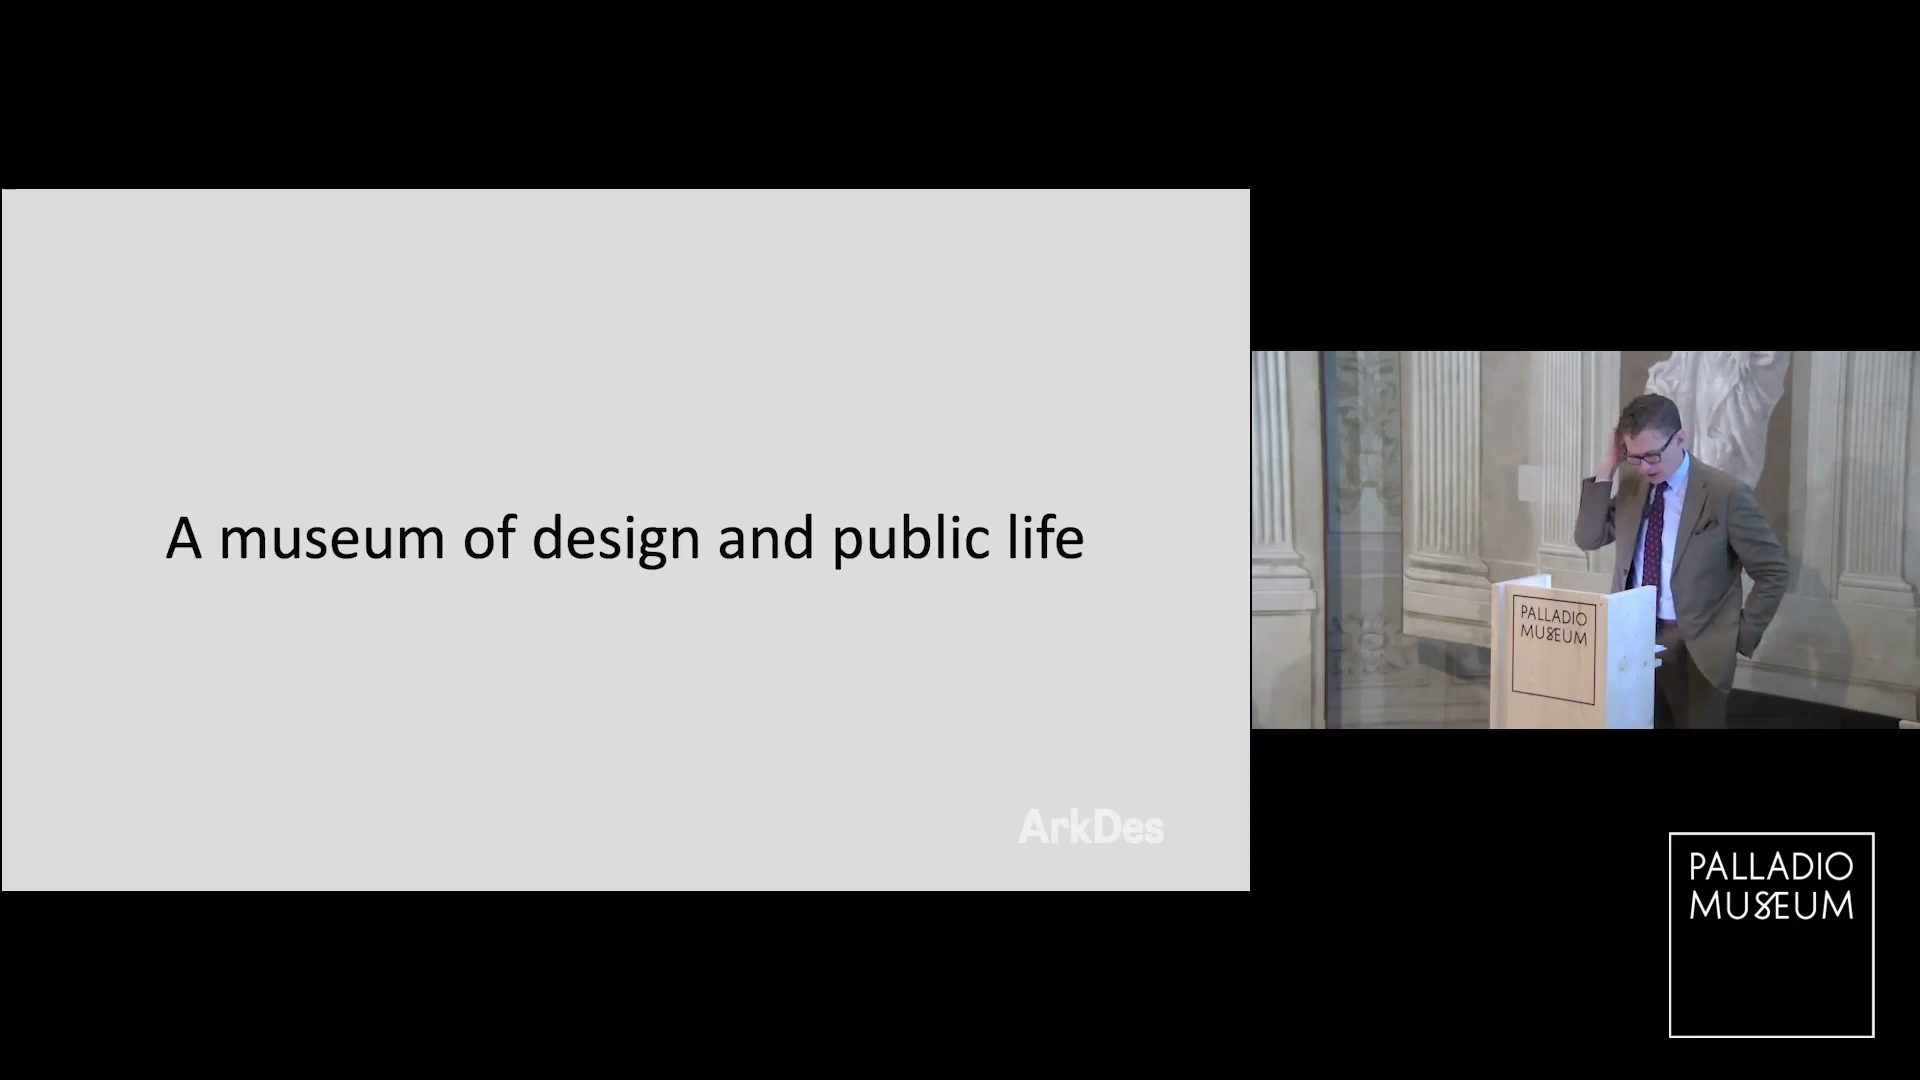 A museum of design and public life
ArkDes
PALLADIO
MUSEUM
PALLADIO
MUSEUM